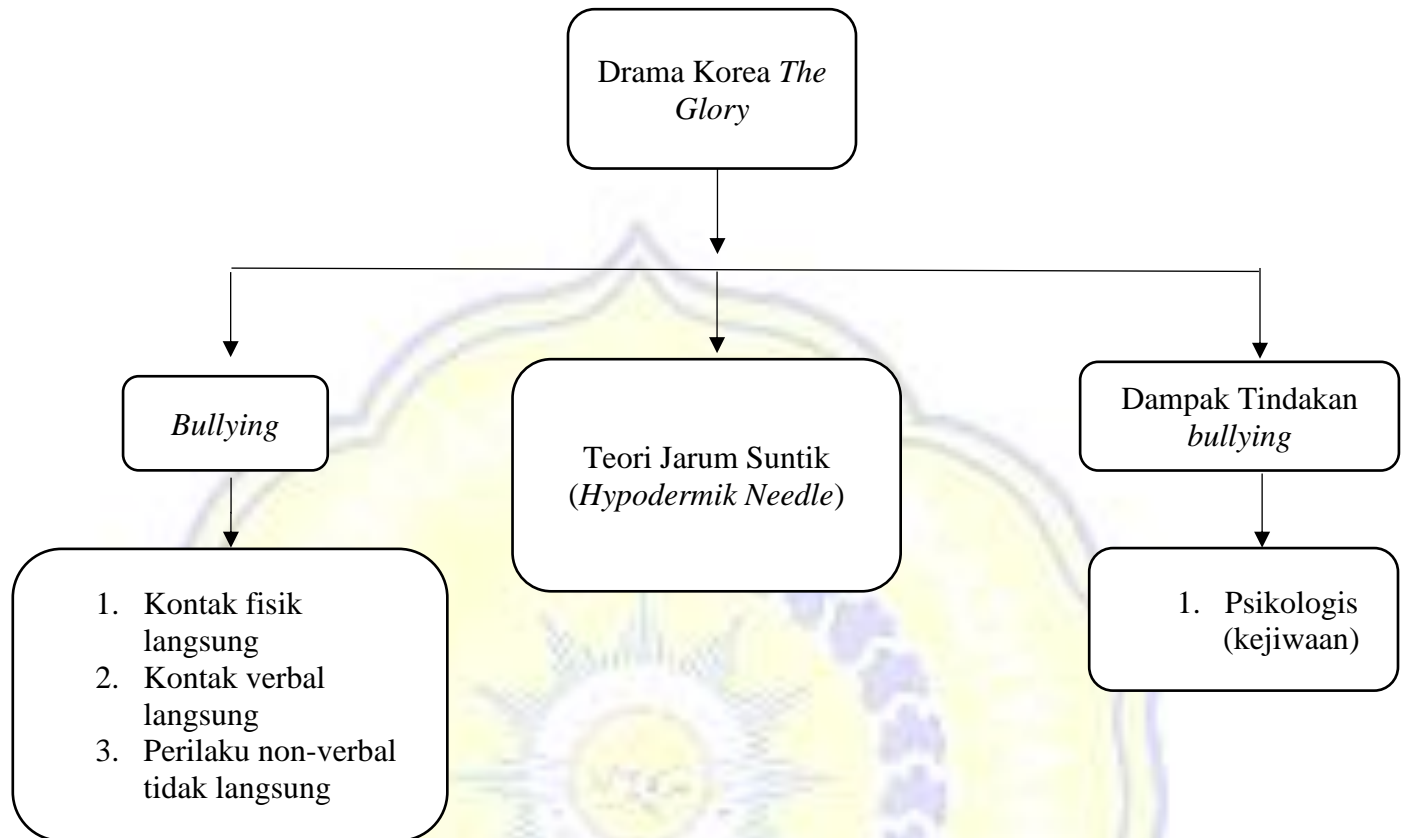 Drama Korea The
Glory
Bullying
Teori Jarum Suntik
(Hypodermik Needle)
Dampak Tindakan
bullying
1. Kontak fisik
langsung
2. Kontak verbal
langsung
3. Perilaku non-verbal
tidak langsung
1. Psikologis
(kejiwaan)